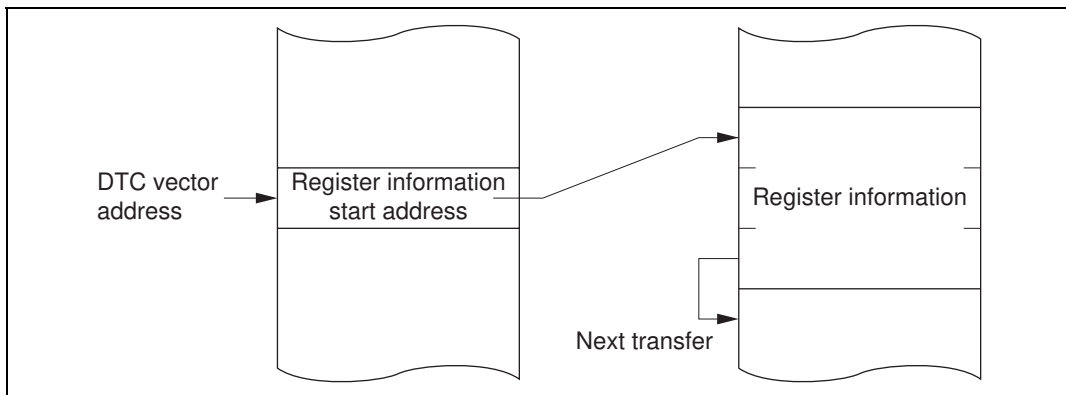 DTC vector
address
Register information
start address
Register information
Next transfer